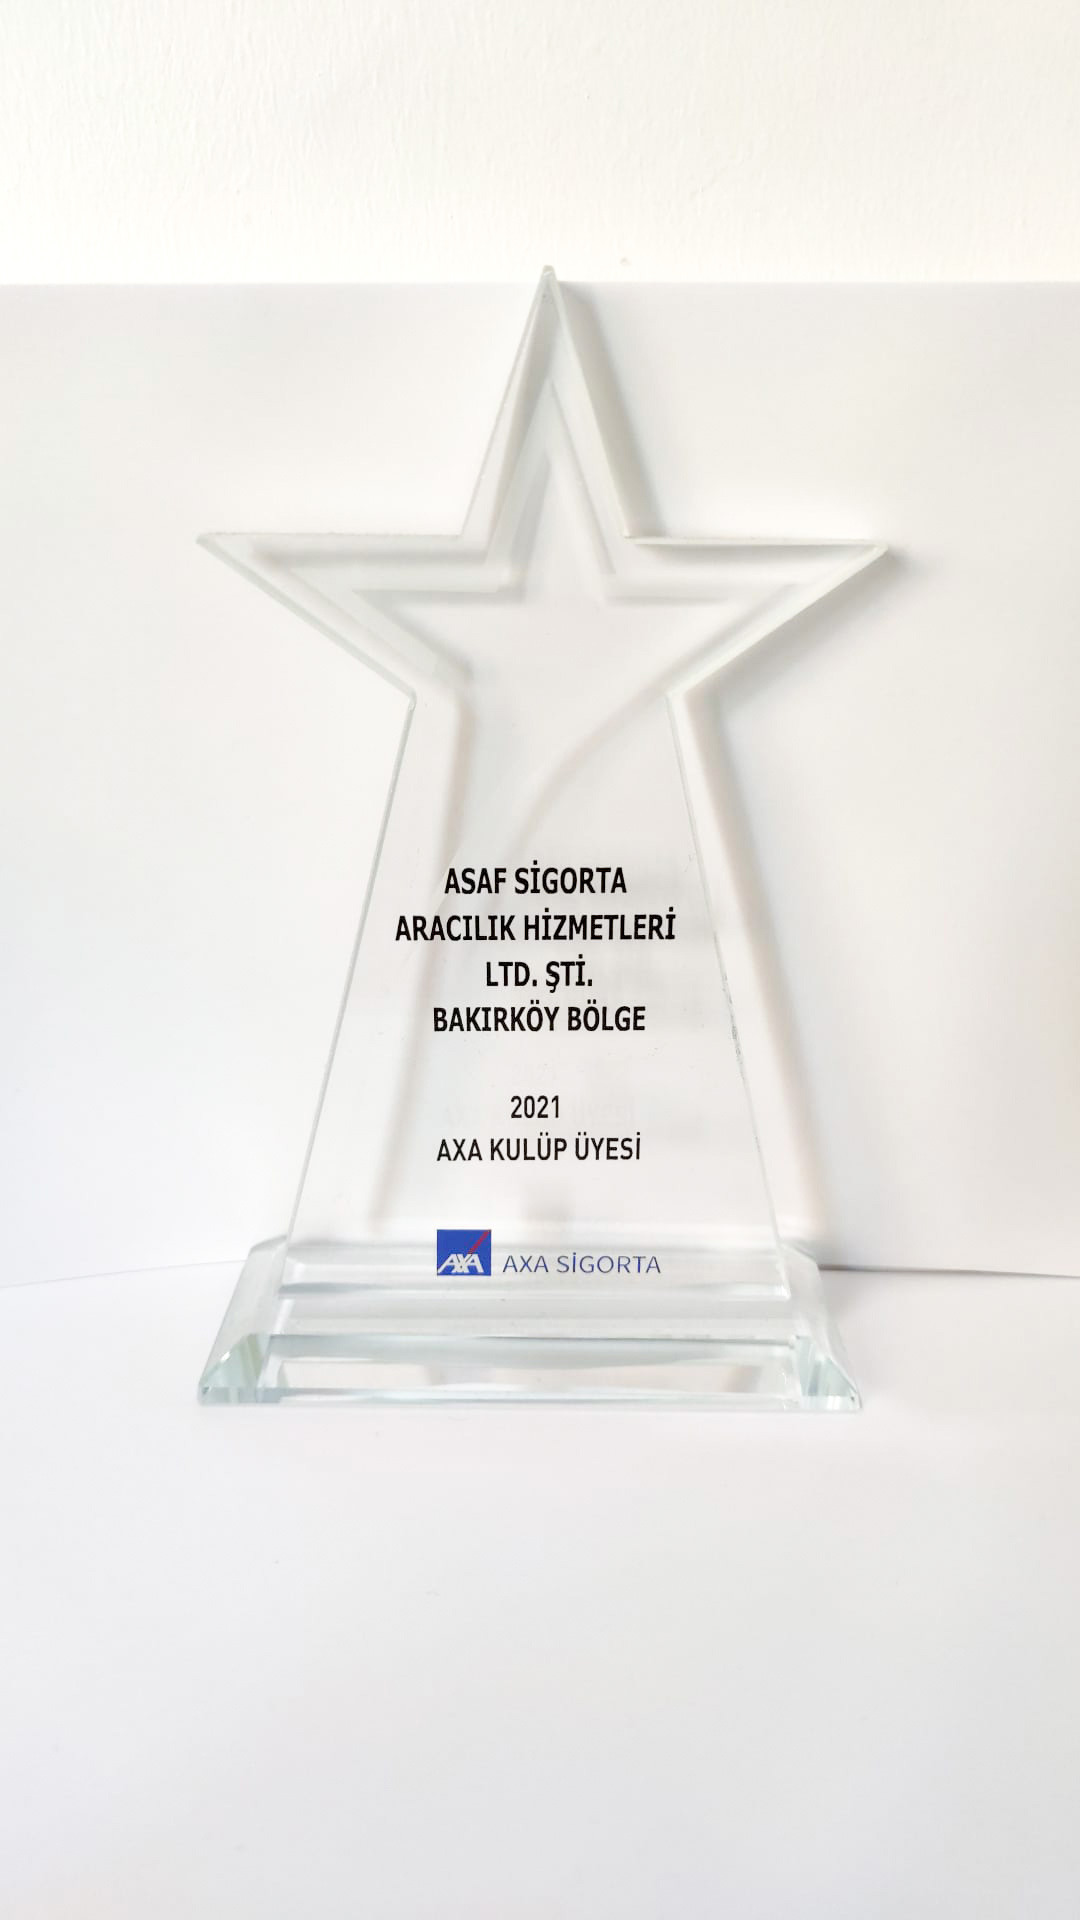 ASAF SİGORTA
ARACILIK HİZMETLERİ
LTD. ŞTİ.
BAKIRKÖY BÖLGE
2021
AXA KULÜP ÜYESİ
AXA AXA SİGORTA